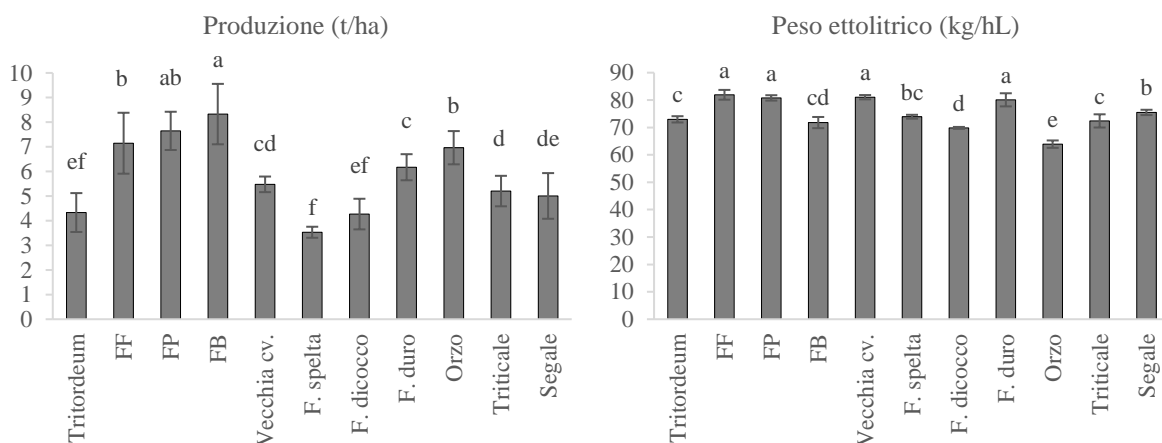 Produzione (t/ha)
10
9
8
7
6
5
4
3
2
1
0
ef
b
ab
a
cd
f
ef
c
b
d
de
Tritordeum
FF
FP
FB
Vecchia cv.
F. spelta
F. dicocco
F. duro
Orzo
Triticale
Segale
Peso ettolitrico (kg/hL)
90
80
70
60
50
40
30
20
10
0
c
a
a
cd
a
bc
d
a
e
c
b
Tritordeum
FF
FP
FB
Vecchia cv.
F. spelta
F. dicocco
F. duro
Orzo
Triticale
Segale